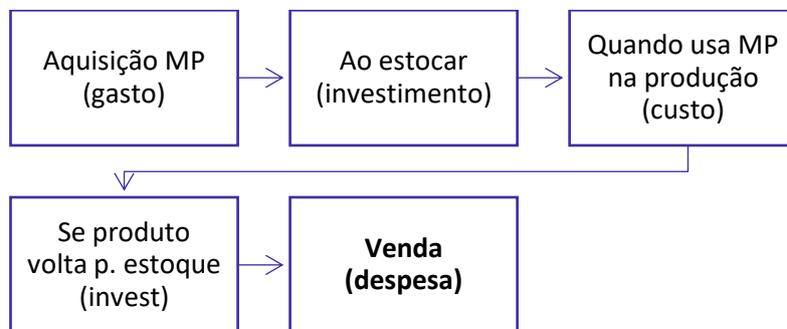 Aquisição MP
(gasto)
Ao estocar
(investimento)
Quando usa MP
na produção
(custo)
Se produto
volta p. estoque
(invest)
Venda
(despesa)